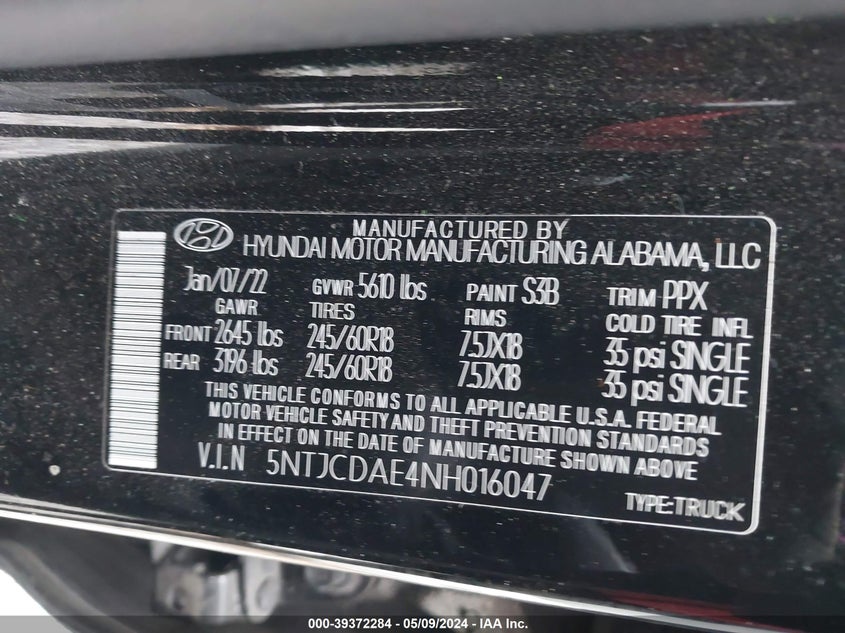 MANUFACTURED BY
HYUNDAI MOTOR MANUFACTURING ALABAMA, LLC
Jan/07/22 GVWR 5610 lbs PAINT S3B TRIM PPX
GAWR TIRES RIMS COLD TIRE INFL
FRONT 2645 lbs 245/60R18 7.5JX18 35 psi SINGLE
REAR 3196 lbs 245/60R18 7.5JX18 35 psi SINGLE
THIS VEHICLE CONFORMS TO ALL APPLICABLE U.S.A. FEDERAL
MOTOR VEHICLE SAFETY AND THEFT PREVENTION STANDARDS
IN EFFECT ON THE DATE OF MANUFACTURE SHOWN ABOVE
V.I.N 5NTJCDAE4NH016047
TYPE:TRUCK
000-39372284 - 05/09/2024 - IAA Inc.